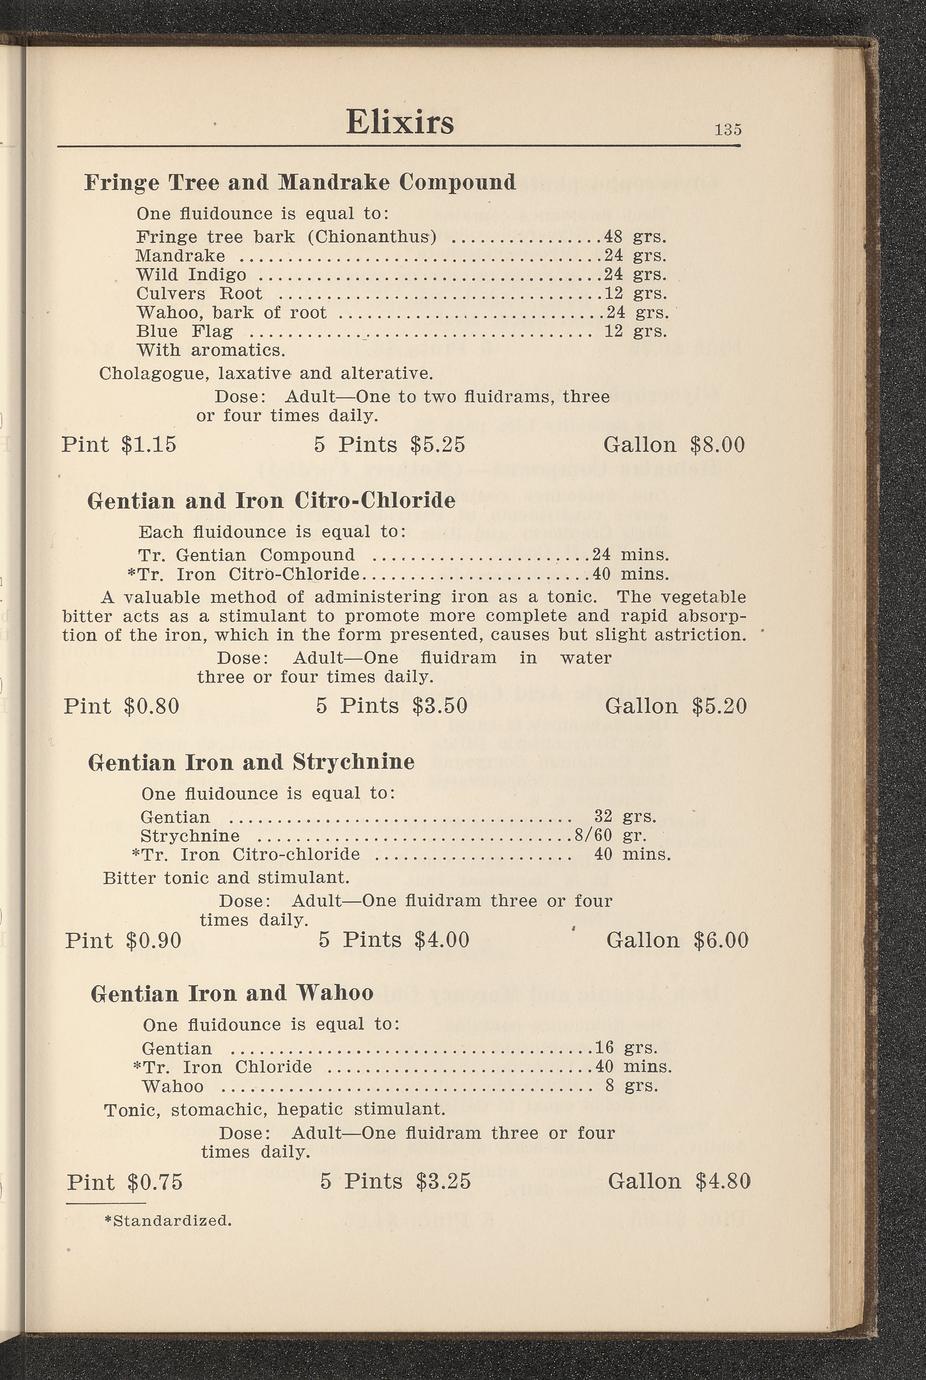 Elixirs 135
Fringe Tree and Mandrake Compound
One fluidounce is equal to:
Fringe tree bark (Chionanthus) ................48 grs.
Mandrake .....................................24 grs.
Wild Indigo ...................................24 grs.
Culvers Root .................................12 grs.
Wahoo, bark of root ...........................24 grs.
Blue Flag ................................... 12 grs.
With aromatics.
Cholagogue, laxative and alterative.
Dose: Adult—One to two fluidrams, three
or four times daily.
Pint $1.15 5 Pints $5.25 Gallon $8.00
Gentian and Iron Citro-Chloride
Each fluidounce is equal to:
Tr. Gentian Compound ......................24 mins.
*Tr. Iron Citro-Chloride.......................40 mins.
A valuable method of administering iron as a tonic. The vegetable
bitter acts as a stimulant to promote more complete and rapid absorp-
tion of the iron, which in the form presented, causes but slight astriction.
Dose: Adult—One fluidram in water
three or four times daily.
Pint $0.80 5 Pints $3.50 Gallon $5.20
Gentian Iron and Strychnine
One fluidounce is equal to:
Gentian ................................... 32 grs.
Strychnine ................................8/60 gr.
*Tr. Iron Citro-chloride .................... 40 mins.
Bitter tonic and stimulant.
Dose: Adult—One fluidram three or four
times daily.
Pint $0.90 5 Pints $4.00 Gallon $6.00
Gentian Iron and Wahoo
One fluidounce is equal to:
Gentian .....................................16 grs.
*Tr. Iron Chloride ...........................40 mins.
Wahoo ...................................... 8 grs.
Tonic, stomachic, hepatic stimulant.
Dose: Adult—One fluidram three or four
times daily.
Pint $0.75 5 Pints $3.25 Gallon $4.80
*Standardized.